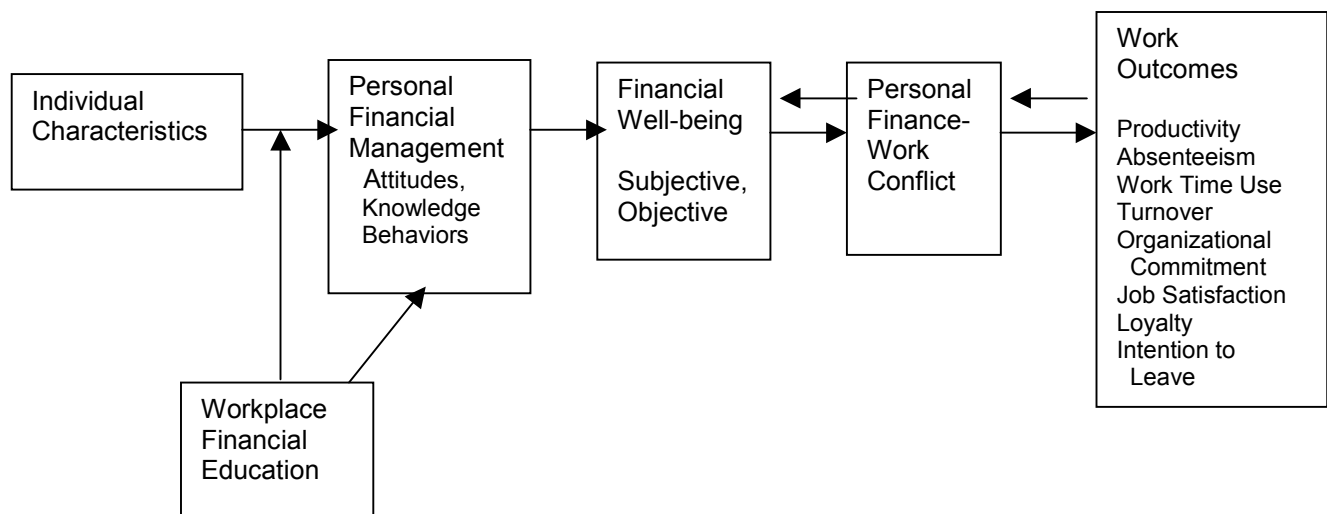 Individual
Characteristics
Personal
Financial
Management
Attitudes,
Knowledge
Behaviors
Financial
Well-being
Subjective,
Objective
Personal
Finance-
Work
Conflict
Work
Outcomes
Productivity
Absenteeism
Work Time Use
Turnover
Organizational
Commitment
Job Satisfaction
Loyalty
Intention to
Leave
Workplace
Financial
Education